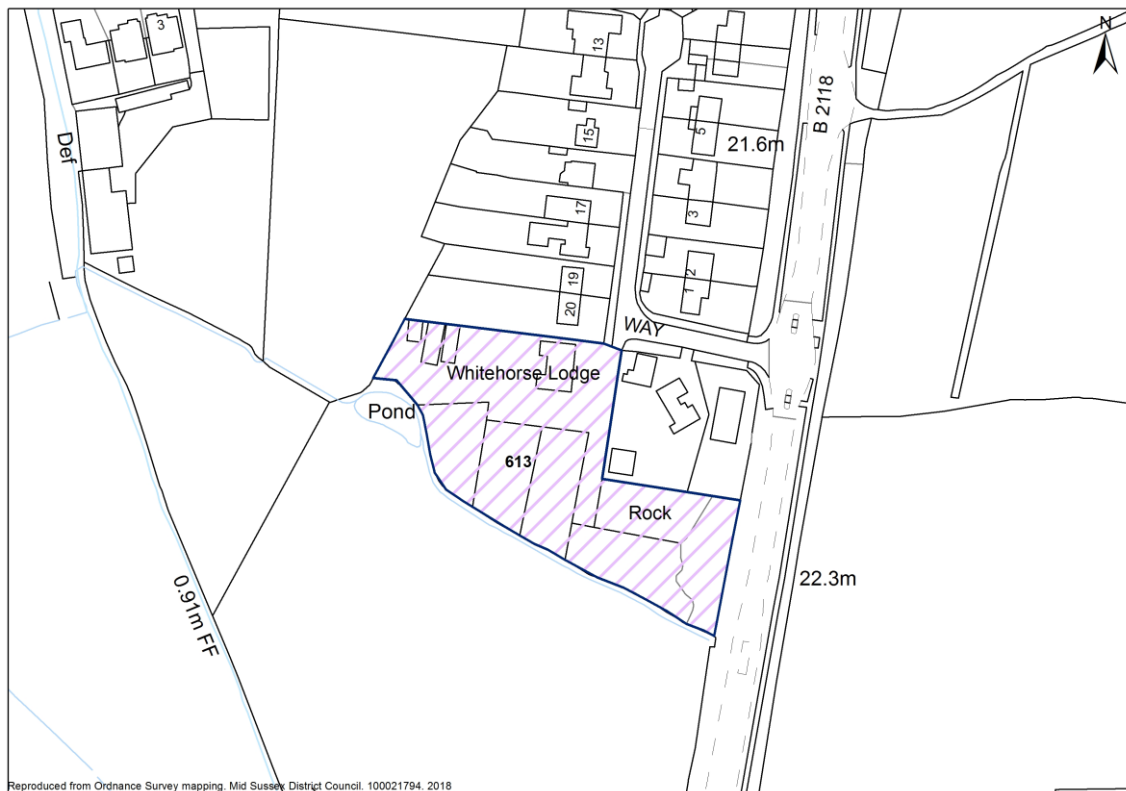 3
13
N
B 2118
5
15
Def
21.6m
17
3
2
1
19
20
WAY
Whitehorse Lodge
Pond
613
Rock
22.3m
0.91m FF
Reproduced from Ordnance Survey mapping. Mid Sussex District Council. 100021794. 2018